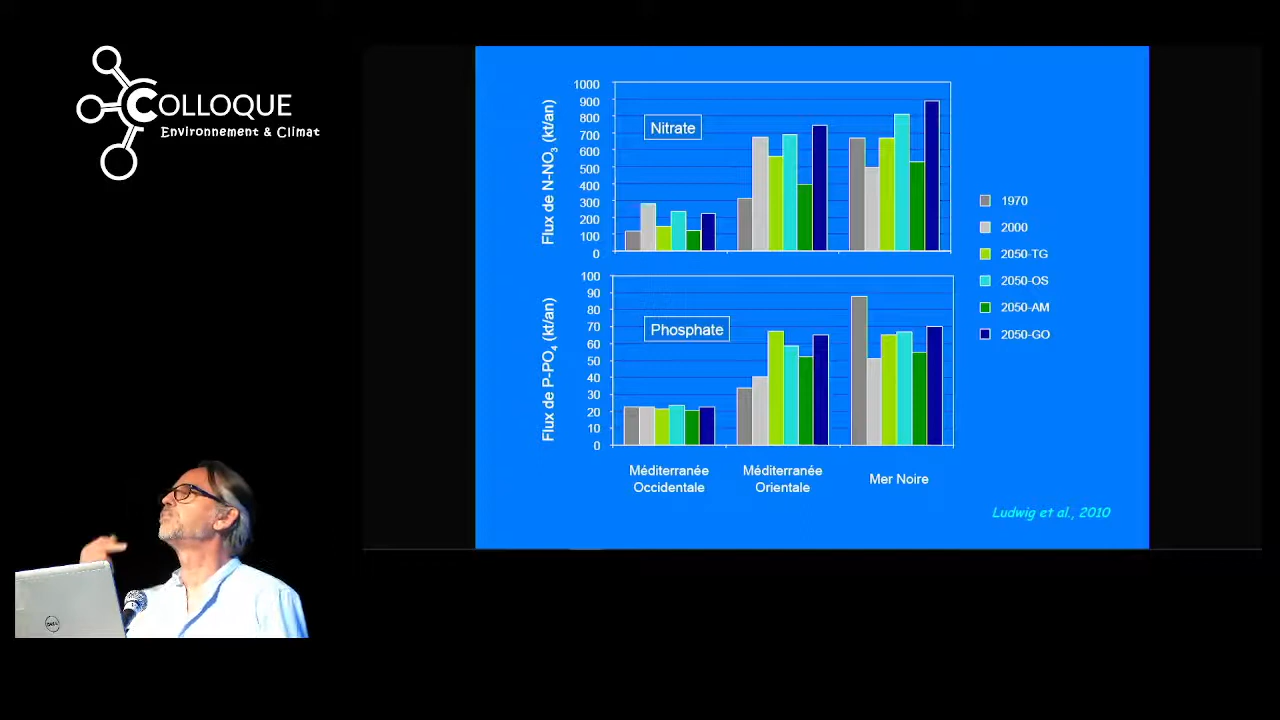 COLLOQUE
Environnement & Climat
1000
900
800
700
600
500
400
300
200
100
0
Flux de N-NO3 (kt/an)
Nitrate
100
90
80
70
60
50
40
30
20
10
0
Flux de P-PO4 (kt/an)
Phosphate
Méditerranée
Occidentale
Méditerranée
Orientale
Mer Noire
1970
2000
2050-TG
2050-OS
2050-AM
2050-GO
Ludwig et al., 2010
DELL